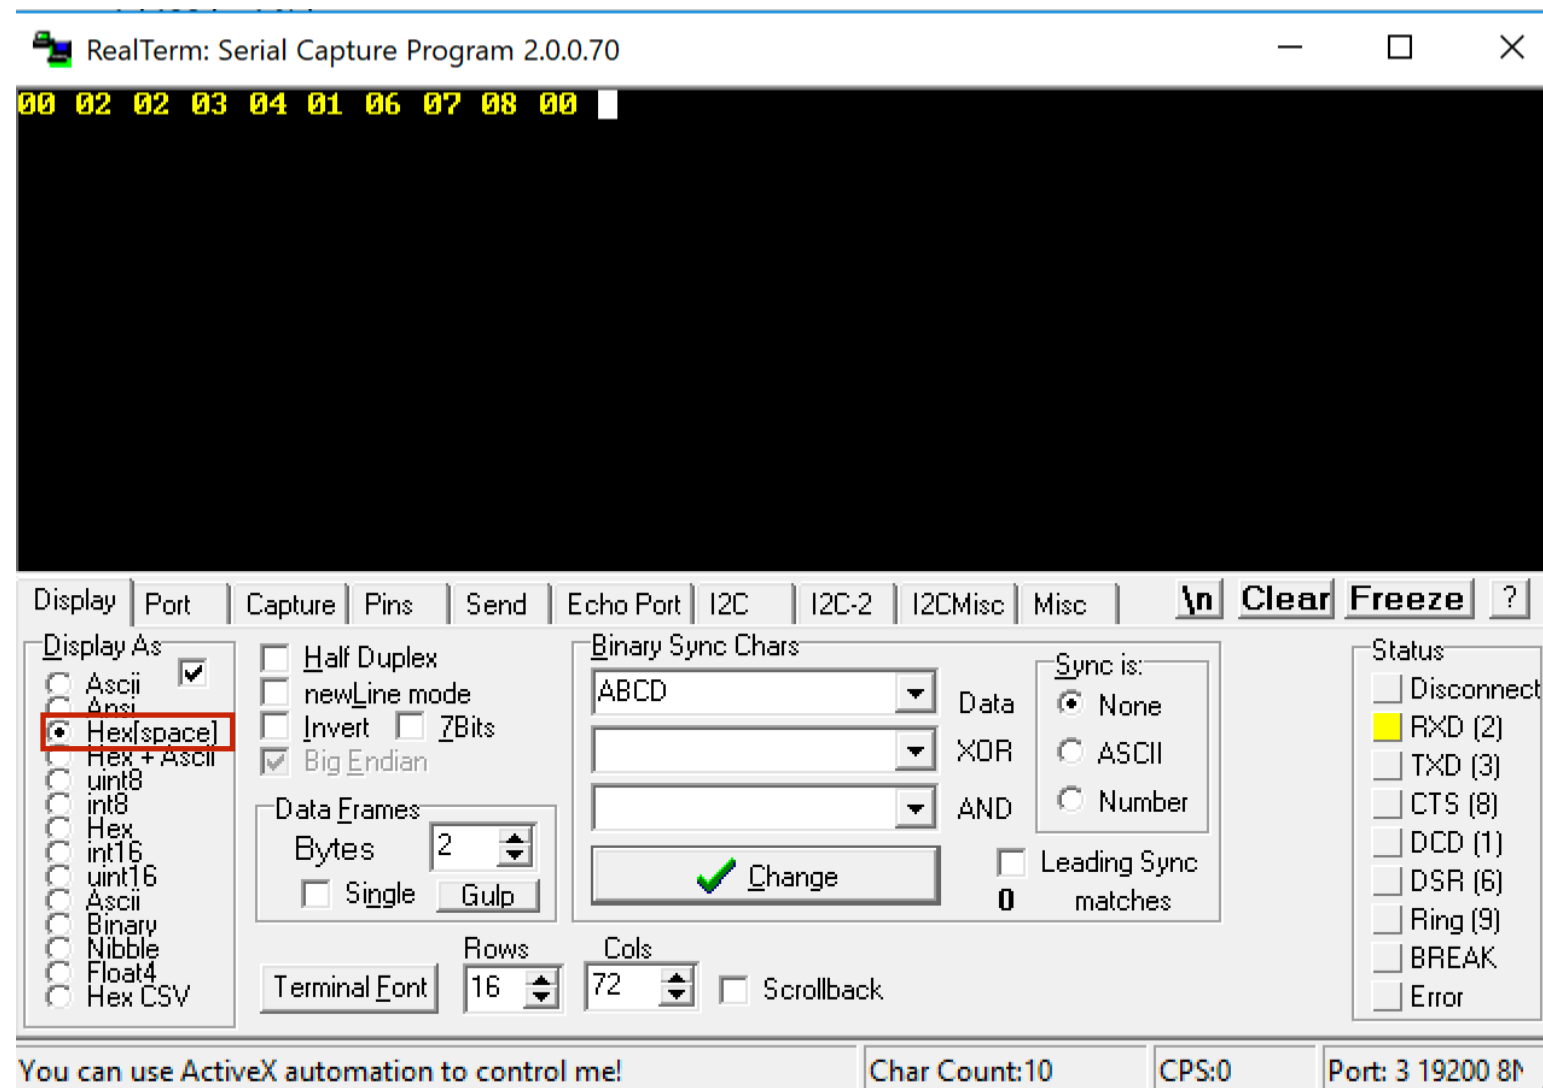 RealTerm: Serial Capture Program 2.0.0.70
00 02 02 03 04 01 06 07 08 00
Display Port Capture Pins Send Echo Port I2C I2C-2 I2CMisc Misc \n Clear Freeze ?
Display As
Ascii
Ansi
Hex[space]
Hex + Ascii
uint8
int8
Hex
int16
uint16
Ascii
Binary
Nibble
Float4
Hex CSV
Half Duplex
newLine mode
Invert 7Bits
Big Endian
Data Frames
Bytes 2
Single Gulp
Rows Cols
Terminal Font 16 72 Scrollback
Binary Sync Chars
ABCD Data
XOR
AND
Change
Sync is:
None
ASCII
Number
Leading Sync
0 matches
Status
Disconnect
RXD (2)
TXD (3)
CTS (8)
DCD (1)
DSR (6)
Ring (9)
BREAK
Error
You can use ActiveX automation to control me! Char Count:10 CPS:0 Port: 3 19200 8N